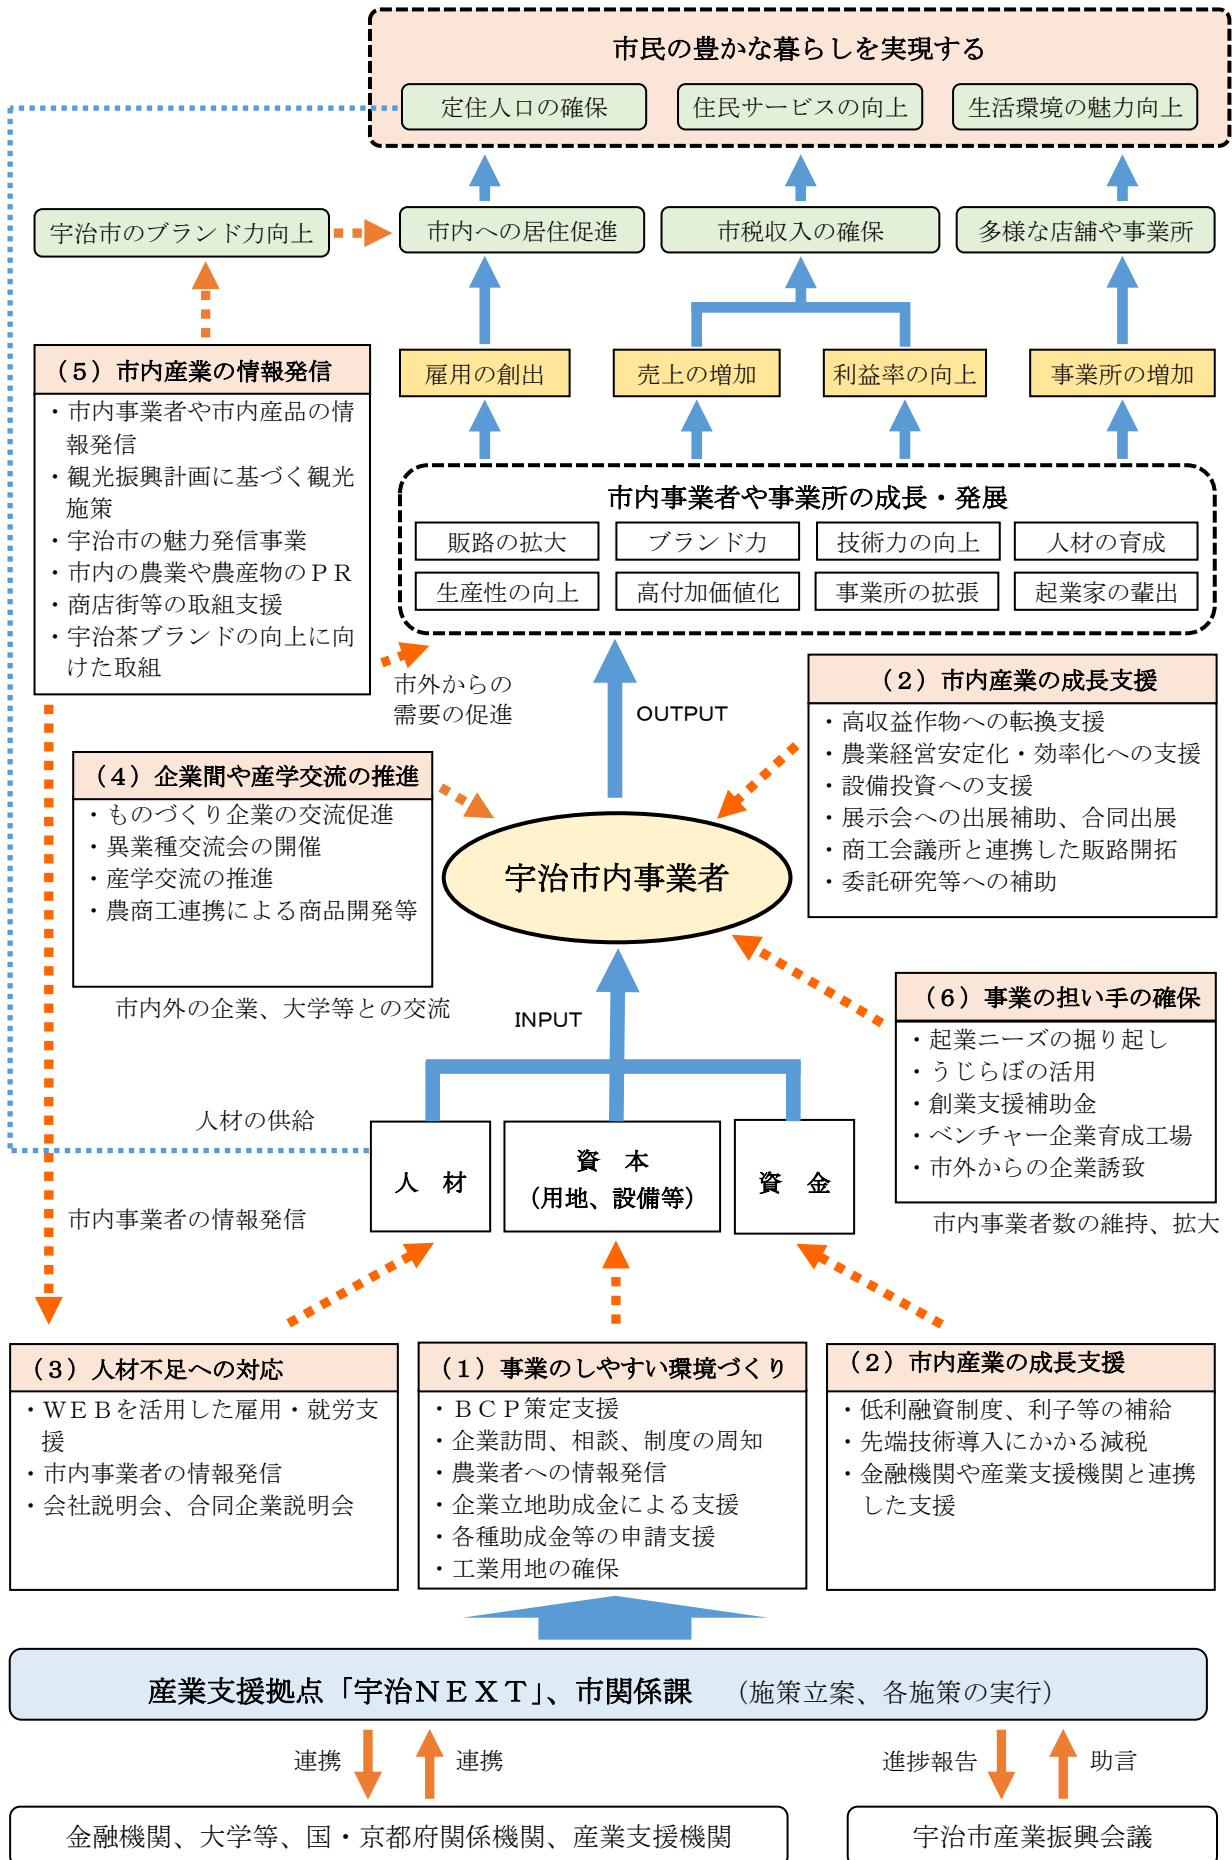 市民の豊かな暮らしを実現する
定住人口の確保
住民サービスの向上
生活環境の魅力向上
宇治市のブランド力向上
市内への居住促進
市税収入の確保
多様な店舗や事業所
（５）市内産業の情報発信
・市内事業者や市内産品の情
報発信
・観光振興計画に基づく観光
施策
・宇治市の魅力発信事業
・市内の農業や農産物のＰＲ
・商店街等の取組支援
・宇治茶ブランドの向上に向
けた取組
雇用の創出
売上の増加
利益率の向上
事業所の増加
市内事業者や事業所の成長・発展
販路の拡大
ブランド力
技術力の向上
人材の育成
生産性の向上
高付加価値化
事業所の拡張
起業家の輩出
市外からの
需要の促進
OUTPUT
（２）市内産業の成長支援
・高収益作物への転換支援
・農業経営安定化・効率化への支援
・設備投資への支援
・展示会への出展補助、合同出展
・商工会議所と連携した販路開拓
・委託研究等への補助
（４）企業間や産学交流の推進
・ものづくり企業の交流促進
・異業種交流会の開催
・産学交流の推進
・農商工連携による商品開発等
市内外の企業、大学等との交流
宇治市内事業者
INPUT
（６）事業の担い手の確保
・起業ニーズの掘り起し
・うじらぼの活用
・創業支援補助金
・ベンチャー企業育成工場
・市外からの企業誘致
市内事業者数の維持、拡大
人材の供給
人　材
資　本
（用地、設備等）
資　金
市内事業者の情報発信
（３）人材不足への対応
・ＷＥＢを活用した雇用・就労支
援
・市内事業者の情報発信
・会社説明会、合同企業説明会
（１）事業のしやすい環境づくり
・ＢＣＰ策定支援
・企業訪問、相談、制度の周知
・農業者への情報発信
・企業立地助成金による支援
・各種助成金等の申請支援
・工業用地の確保
（２）市内産業の成長支援
・低利融資制度、利子等の補給
・先端技術導入にかかる減税
・金融機関や産業支援機関と連携
した支援
産業支援拠点「宇治ＮＥＸＴ」、市関係課　（施策立案、各施策の実行）
連携
連携
進捗報告
助言
金融機関、大学等、国・京都府関係機関、産業支援機関
宇治市産業振興会議